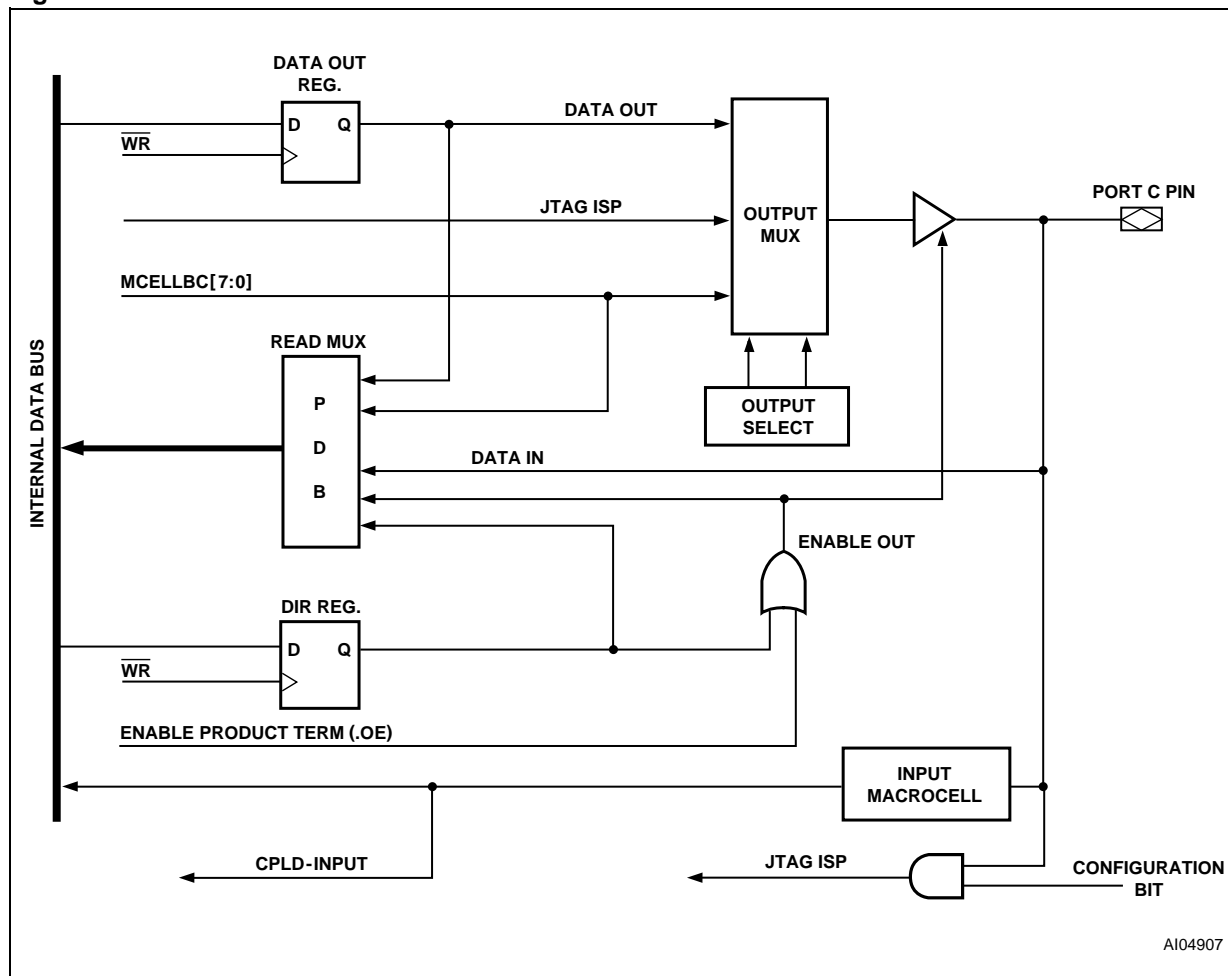 DATA OUT
REG.
D Q
DATA OUT
WR
PORT C PIN
JTAG ISP
OUTPUT
MUX
MCELLBC[7:0]
READ MUX
P
D
B
OUTPUT
SELECT
INTERNAL DATA BUS
DATA IN
ENABLE OUT
DIR REG.
D Q
WR
ENABLE PRODUCT TERM (.OE)
INPUT
MACROCELL
CPLD-INPUT
JTAG ISP
CONFIGURATION
BIT
AI04907